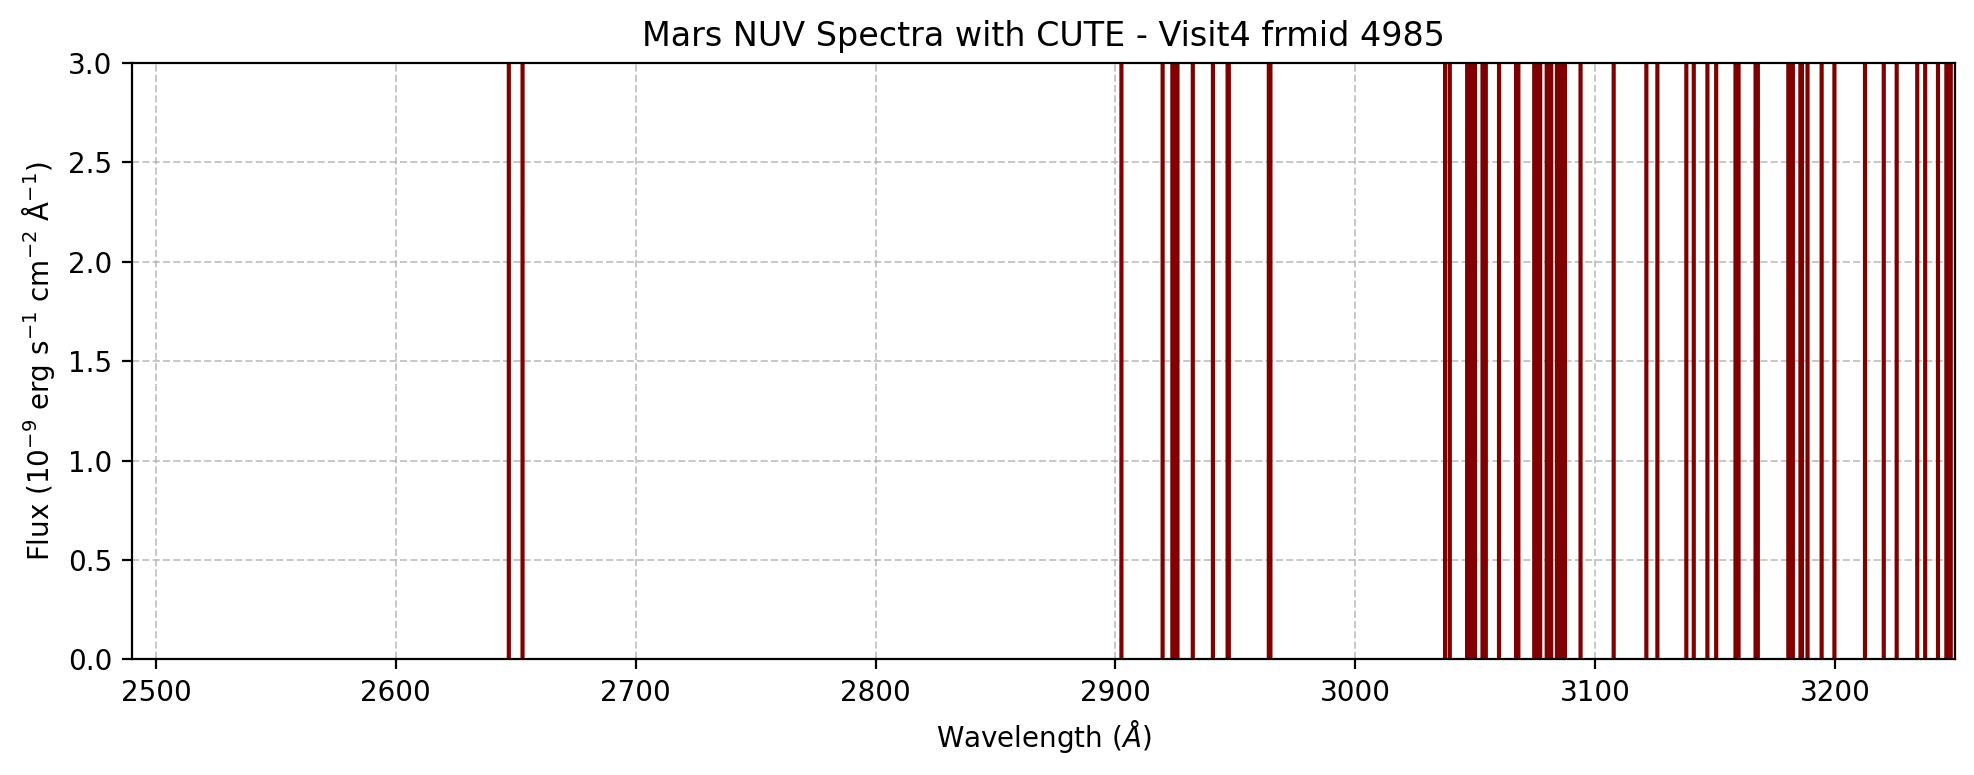 Mars NUV Spectra with CUTE - Visit4 frmid 4985
Flux (10⁻⁹ erg s⁻¹ cm⁻² Å⁻¹)
3.0
2.5
2.0
1.5
1.0
0.5
0.0
2500 2600 2700 2800 2900 3000 3100 3200
Wavelength (Å)